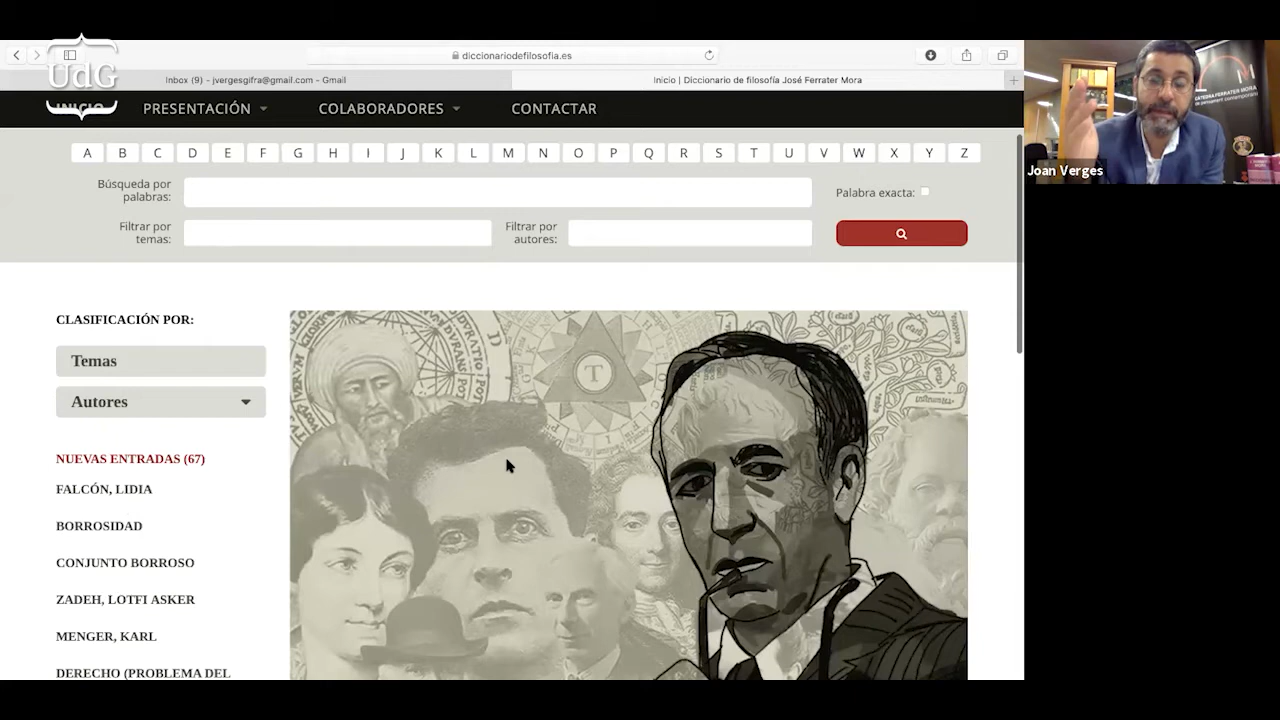 diccionariodefilosofia.es
UdG
Inbox (9) - jvergesgifra@gmail.com - Gmail
Inicio | Diccionario de filosofía José Ferrater Mora
INICIO
PRESENTACIÓN
COLABORADORES
CONTACTAR
A B C D E F G H I J K L M N O P Q R S T U V W X Y Z
Búsqueda por
palabras:
Palabra exacta:
Filtrar por
temas:
Filtrar por
autores:
CLASIFICACIÓN POR:
Temas
Autores
NUEVAS ENTRADAS (67)
FALCÓN, LIDIA
BORROSIDAD
CONJUNTO BORROSO
ZADEH, LOTFI ASKER
MENGER, KARL
DERECHO (PROBLEMA DEL
T
Joan Verges